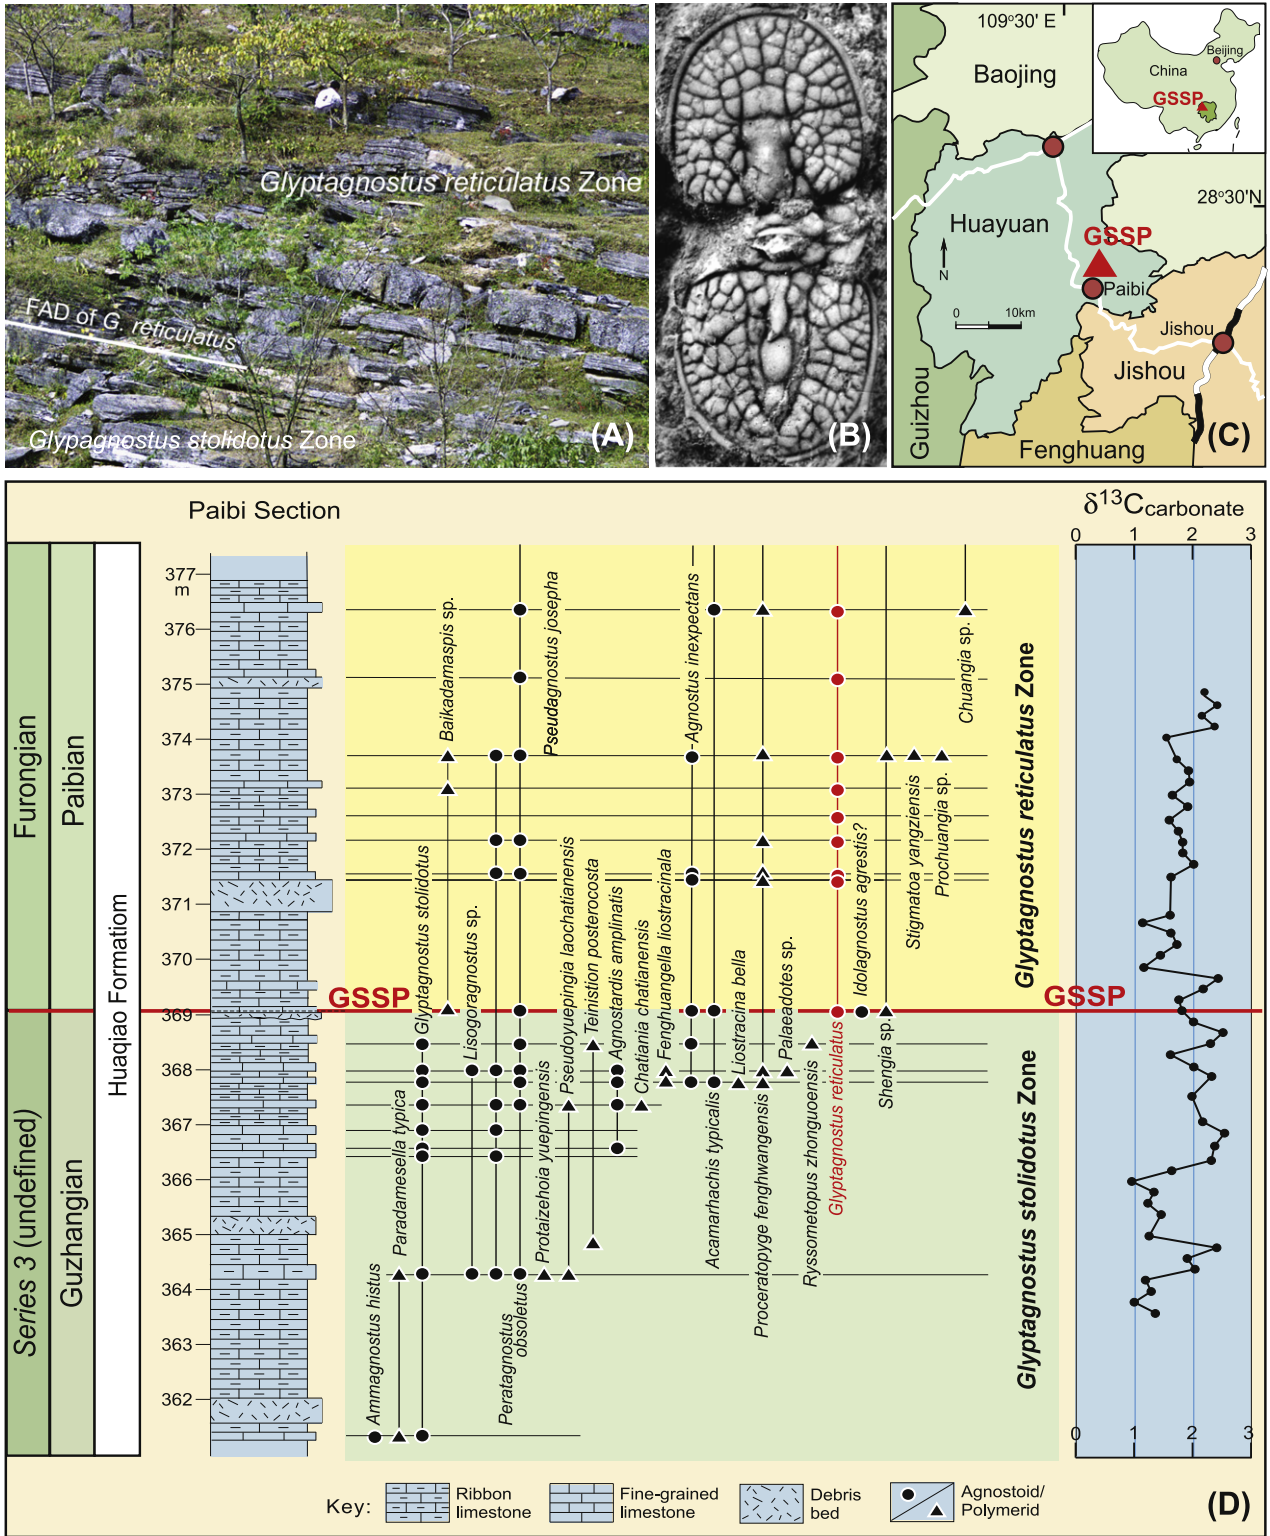 Glyptagnostus reticulatus Zone
FAD of G. reticulatus
Glypagnostus stolidotus Zone
(A)
(B)
109°30' E
Baojing
Beijing
China
GSSP
28°30'N
Huayuan
GSSP
N
Paibi
0 10km
Jishou
Jishou
Guizhou
Fenghuang
(C)
Paibi Section
δ13Ccarbonate
0 1 2 3
377
m
376
375
374
373
372
371
370
369
368
367
366
365
364
363
362
Furongian
Paibian
Series 3 (undefined)
Guzhangian
Huaqiao Formatiom
GSSP
GSSP
Ammagnostus histus
Paradamesella typica
Glyptagnostus stolidotus
Baikadamaspis sp.
Lisogoragnostus sp.
Peratagnostus
obsoletus
Pseudagnostus josepha
Protaizehoia yuepingensis
Pseudoyuepingia laochatianensis
Teinistion posterocosta
Agnostardis amplinatis
Chatiania chatianensis
Fenghuangella liostracinala
Agnostus inexpectans
Acamarhachis typicalis
Liostracina bella
Proceratopyge fenghwangensis
Palaeadotes sp.
Ryssometopus zhonguoensis
Glyptagnostus reticulatus
Idolagnostus agrestis?
Shengia sp.
Stigmatoa yangziensis
Prochuangia sp.
Chuangia sp.
Glyptagnostus reticulatus Zone
Glyptagnostus stolidotus Zone
0 1 2 3
Key:
Ribbon
limestone
Fine-grained
limestone
Debris
bed
Agnostoid/
Polymerid
(D)